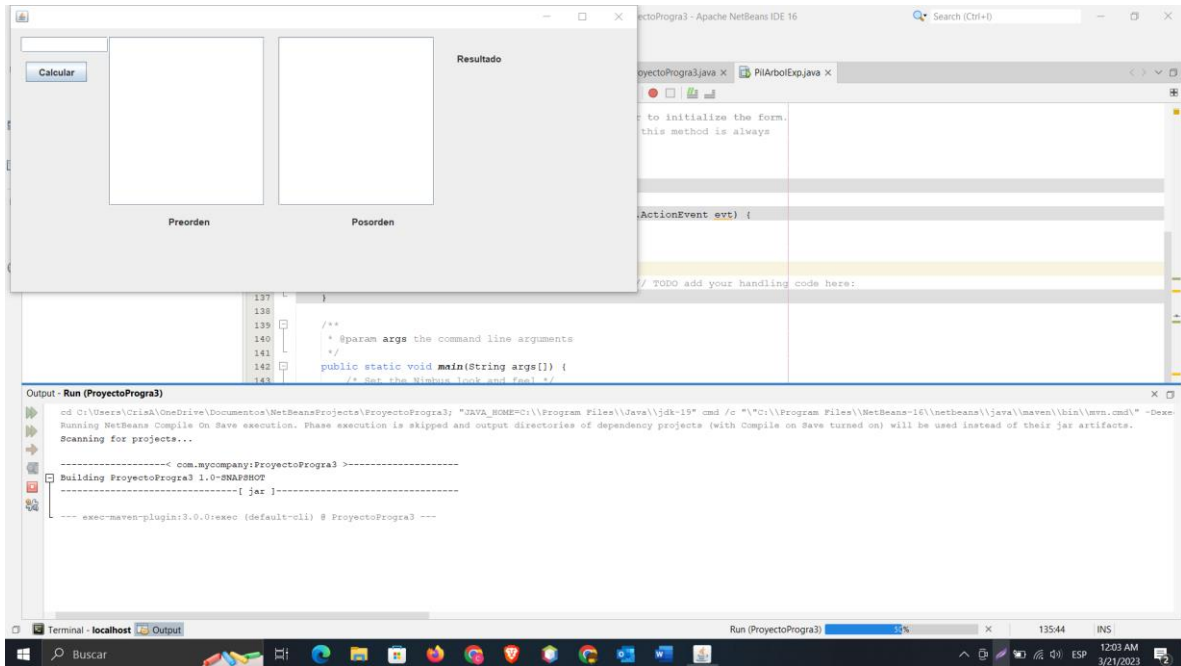 ectoProgra3 - Apache NetBeans IDE 16
Search (Ctrl+I)
Calcular
Resultado
Preorden
Posorden
oyectoProgra3.java
PilArbolExp.java
to initialize the form.
this method is always
.ActionEvent evt) {
// TODO add your handling code here:
137 }
138
139 /**
140 * @param args the command line arguments
141 */
142 public static void main(String args[]) {
143 /* Set the Nimbus look and feel */
Output - Run (ProyectoProgra3)
cd C:\Users\CrisA\OneDrive\Documentos\NetBeansProjects\ProyectoProgra3; "JAVA_HOME=C:\\Program Files\\Java\\jdk-19" cmd /c "\"C:\\Program Files\\NetBeans-16\\netbeans\\java\\maven\\bin\\mvn.cmd\" -Dexe
Running NetBeans Compile On Save execution. Phase execution is skipped and output directories of dependency projects (with Compile on Save turned on) will be used instead of their jar artifacts.
Scanning for projects...
-------------------< com.mycompany:ProyectoProgra3 >--------------------
Building ProyectoProgra3 1.0-SNAPSHOT
--------------------------------[ jar ]---------------------------------
--- exec-maven-plugin:3.0.0:exec (default-cli) @ ProyectoProgra3 ---
Terminal - localhost
Output
Run (ProyectoProgra3)
135:44
INS
Buscar
ESP
12:03 AM
3/21/2023
2